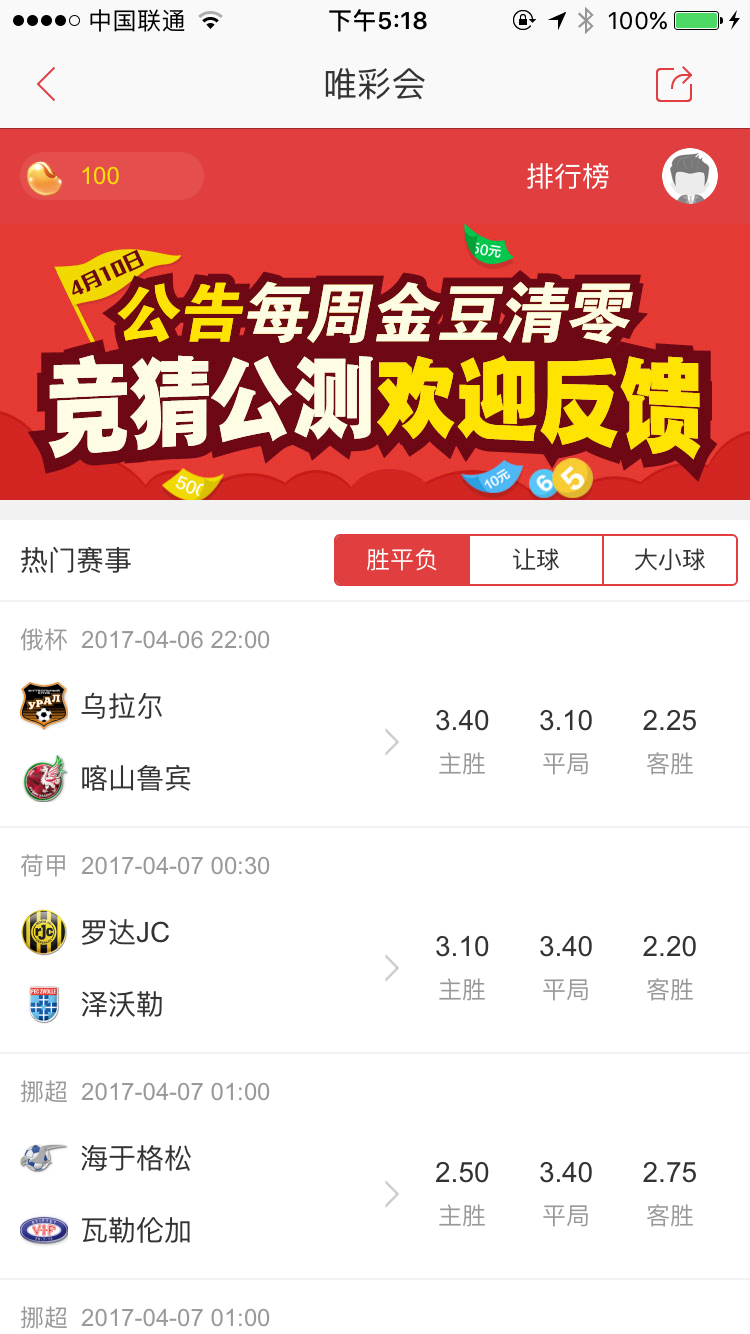 中国联通 下午5:18 100%
唯彩会
100 排行榜
50元
4月10日
公告每周金豆清零
竞猜公测欢迎反馈
500 10元 6 5
热门赛事 胜平负 让球 大小球
俄杯 2017-04-06 22:00
УРАЛ
乌拉尔
3.40 3.10 2.25
主胜 平局 客胜
喀山鲁宾
荷甲 2017-04-07 00:30
罗达JC
3.10 3.40 2.20
主胜 平局 客胜
PEC ZWOLLE
泽沃勒
挪超 2017-04-07 01:00
海于格松
2.50 3.40 2.75
主胜 平局 客胜
VIF
瓦勒伦加
挪超 2017-04-07 01:00